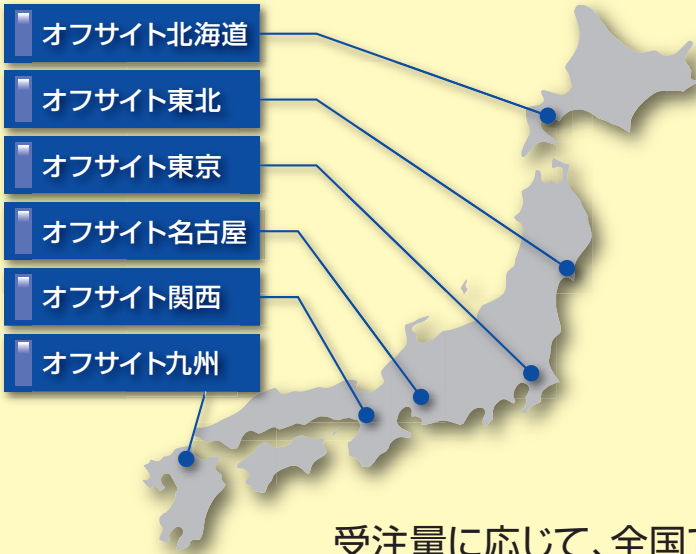 オフサイト北海道
オフサイト東北
オフサイト東京
オフサイト名古屋
オフサイト関西
オフサイト九州
受注量に応じて、全国